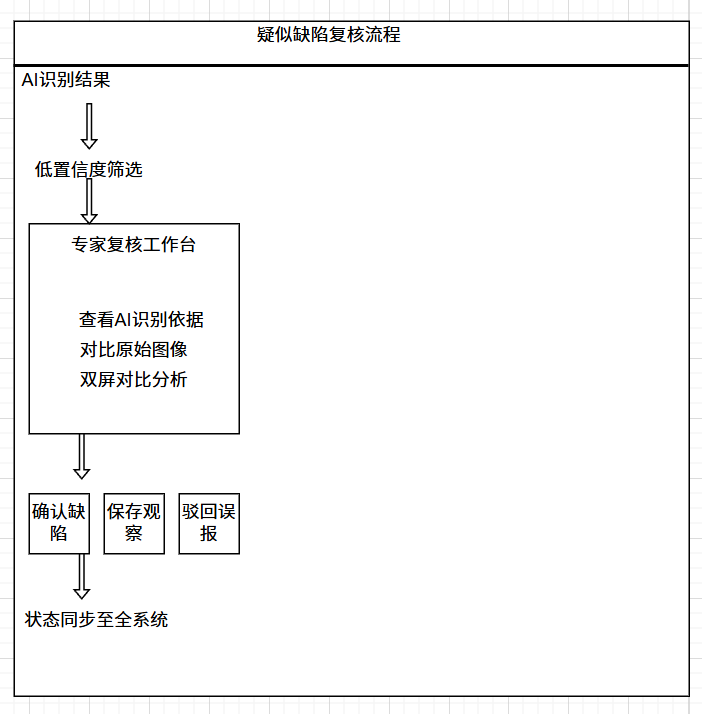 疑似缺陷复核流程
AI识别结果
低置信度筛选
专家复核工作台
查看AI识别依据
对比原始图像
双屏对比分析
确认缺
陷
保存观
察
驳回误
报
状态同步至全系统